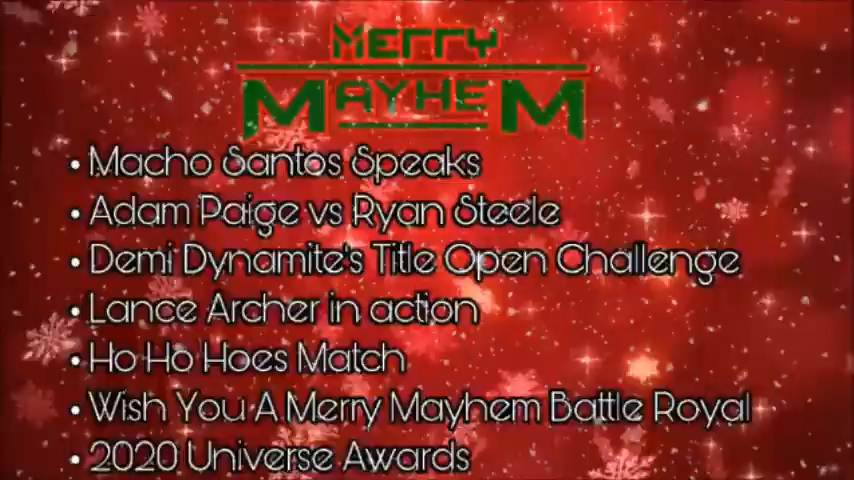 Merry
Mayhem
• Macho Santos Speaks
• Adam Paige vs Ryan Steele
• Demi Dynamite's Title Open Challenge
• Lance Archer in action
• Ho Ho Hoes Match
• Wish You A Merry Mayhem Battle Royal
• 2020 Universe Awards